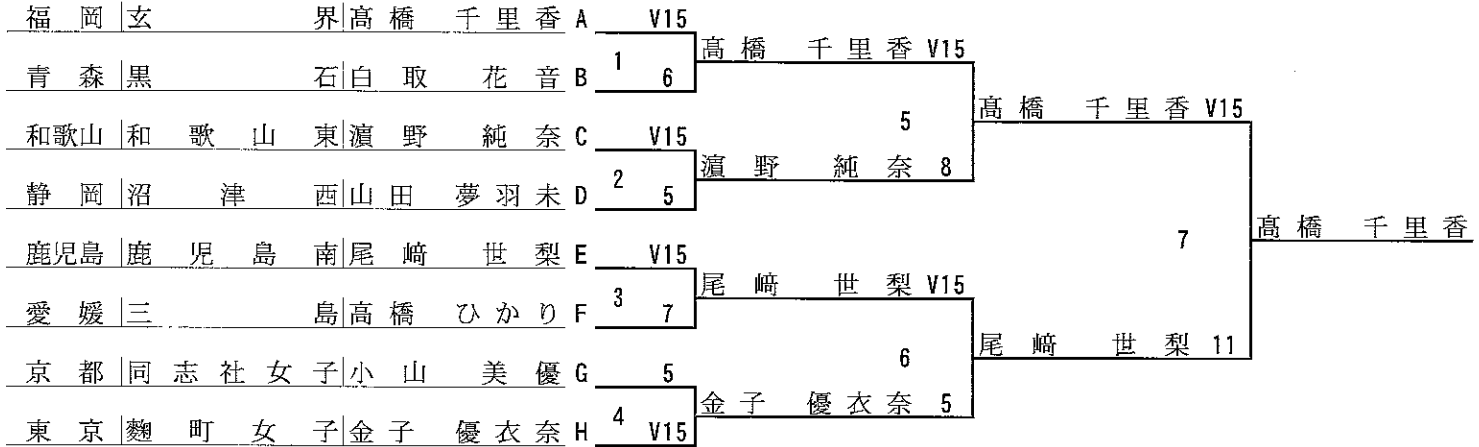 福岡 玄界 髙橋 千里香 A V15
1 髙橋 千里香 V15
青森 黒石 白取 花音 B 6
5 髙橋 千里香 V15
和歌山 和歌山東 濵野 純奈 C V15
2 濵野 純奈 8
静岡 沼津西 山田 夢羽未 D 5
7 髙橋 千里香
鹿児島 鹿児島南 尾﨑 世梨 E V15
3 尾﨑 世梨 V15
愛媛 三島 高橋 ひかり F 7
6 尾﨑 世梨 11
京都 同志社女子 小山 美優 G 5
4 金子 優衣奈 5
東京 麴町女子 金子 優衣奈 H V15